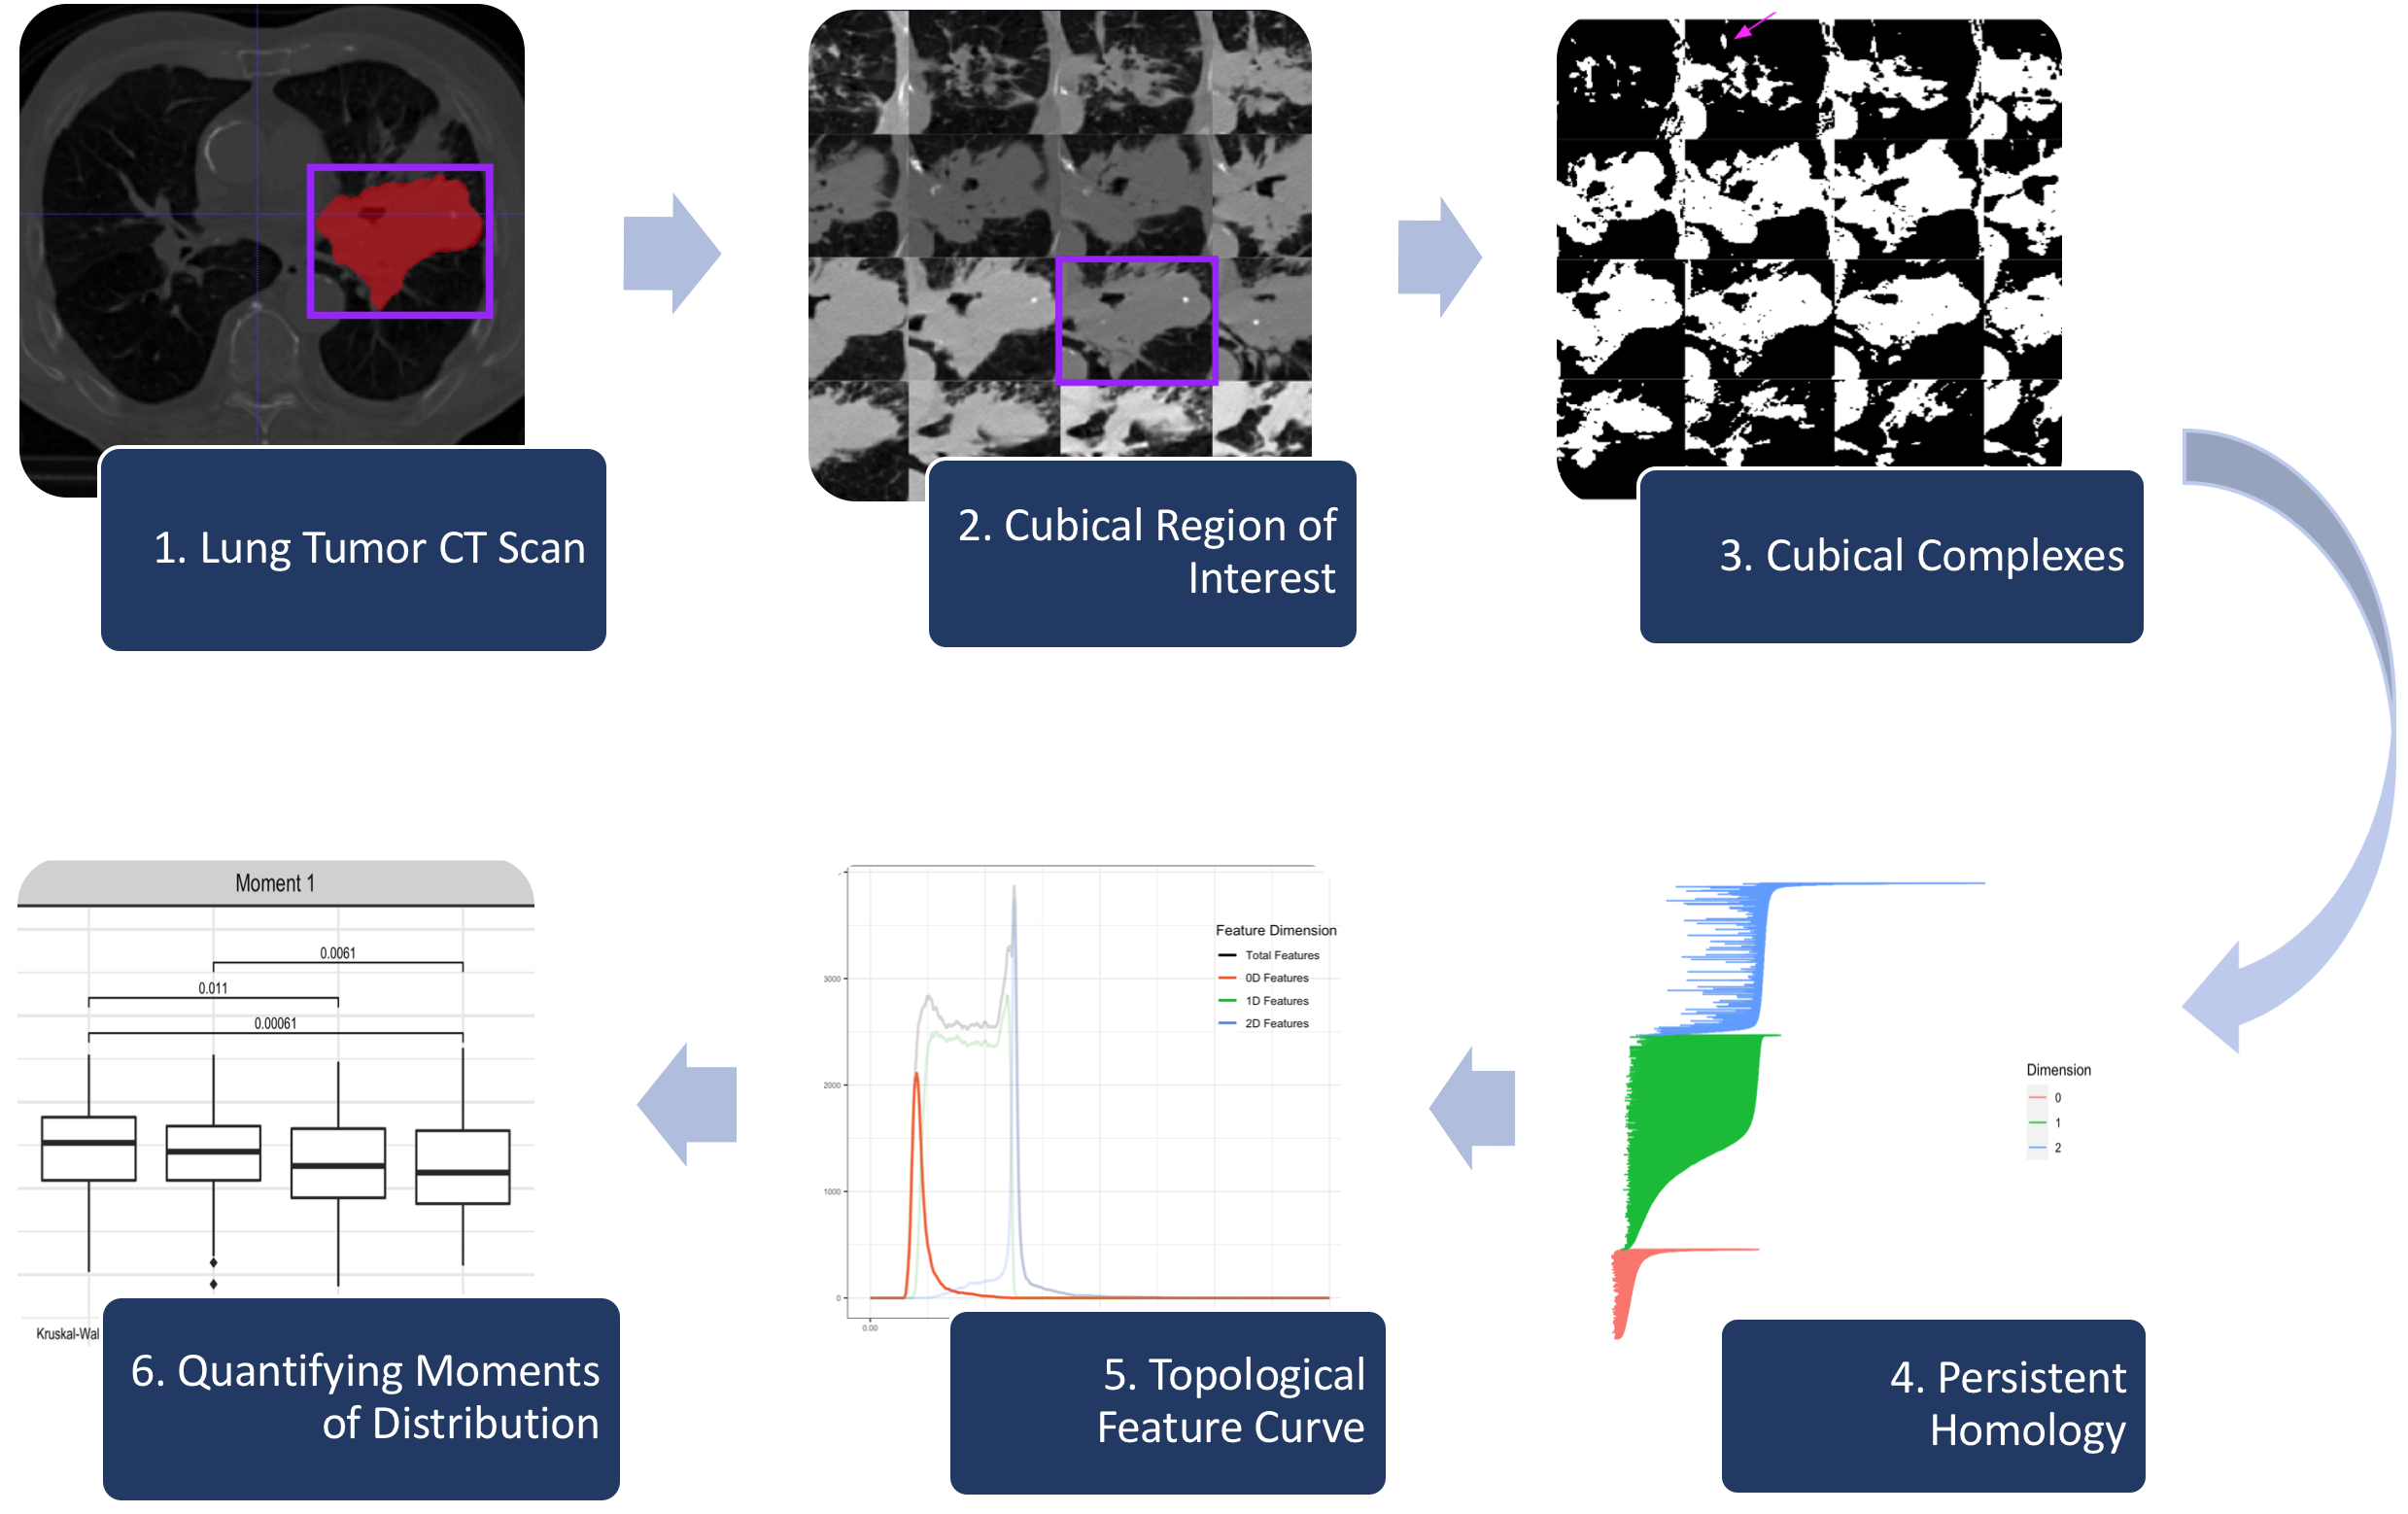 1. Lung Tumor CT Scan
2. Cubical Region of
Interest
3. Cubical Complexes
Dimension
0
1
2
4. Persistent
Homology
Feature Dimension
Total Features
0D Features
1D Features
2D Features
3000
2000
1000
0
0.00
5. Topological
Feature Curve
Moment 1
0.0061
0.011
0.00061
Kruskal-Wal
6. Quantifying Moments
of Distribution